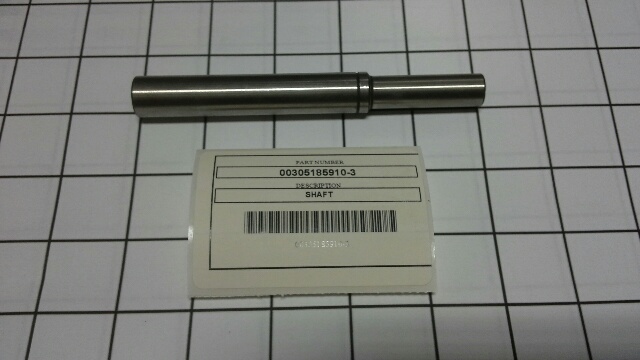 PART NUMBER
00305185910-3
DESCRIPTION
SHAFT